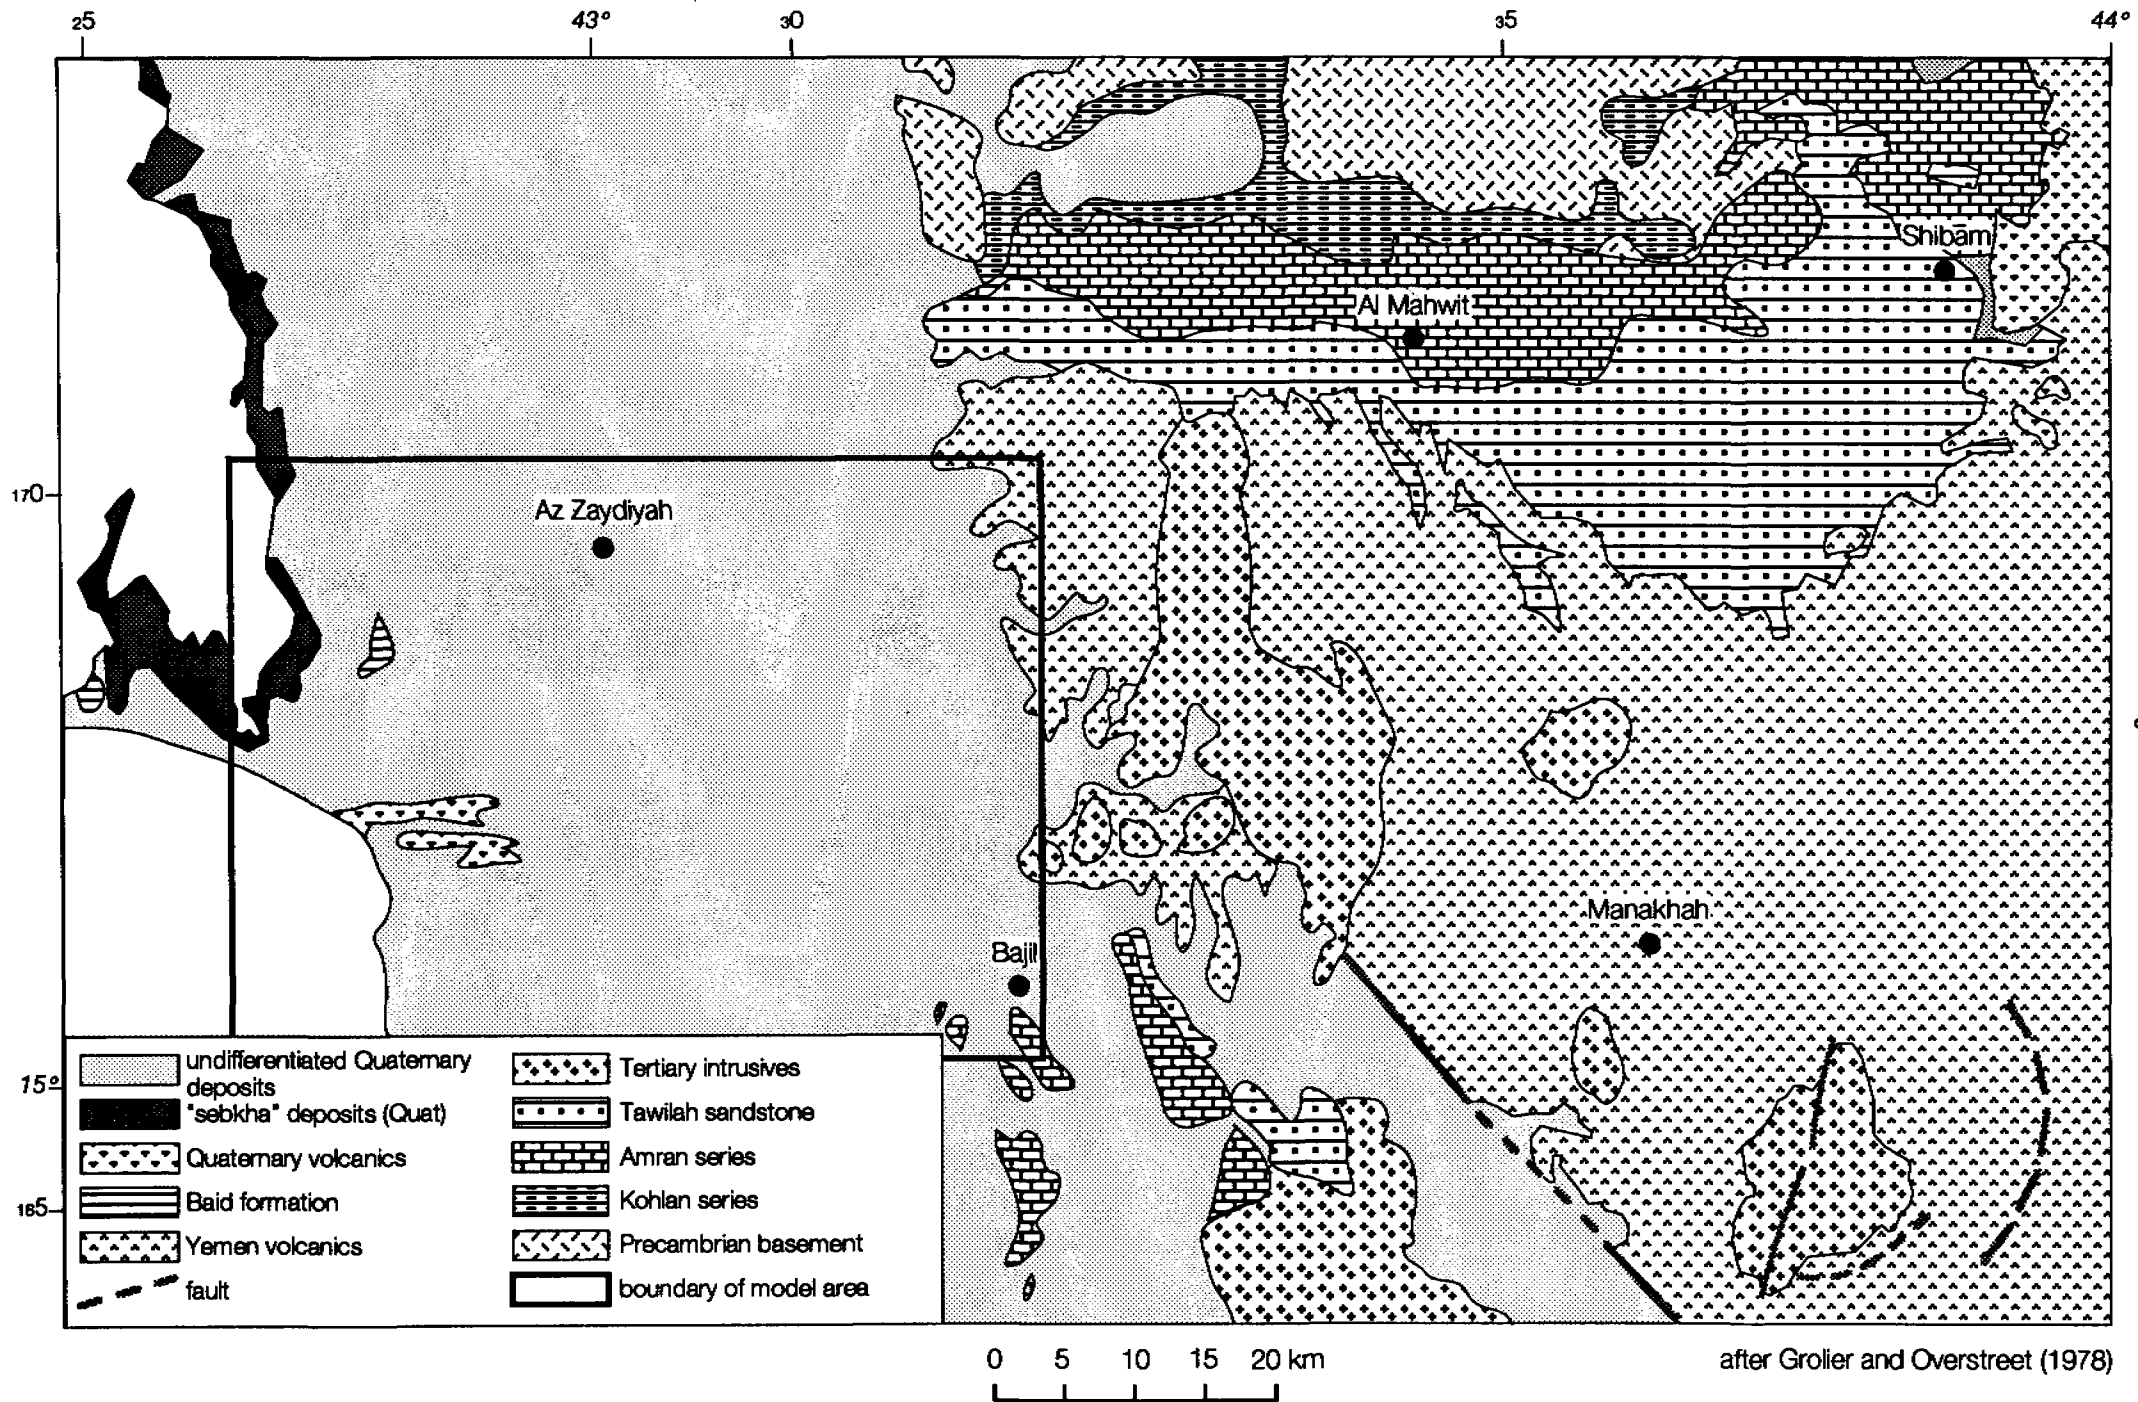 25 43° 30 35 44°
Shibām
Al Mahwit
170
Az Zaydiyah
Manakhah
Bajil
undifferentiated Quaternary
deposits
"sebkha" deposits (Quat)
Quaternary volcanics
Baid formation
Yemen volcanics
fault
Tertiary intrusives
Tawilah sandstone
Amran series
Kohlan series
Precambrian basement
boundary of model area
15°
165
0 5 10 15 20 km
after Grolier and Overstreet (1978)